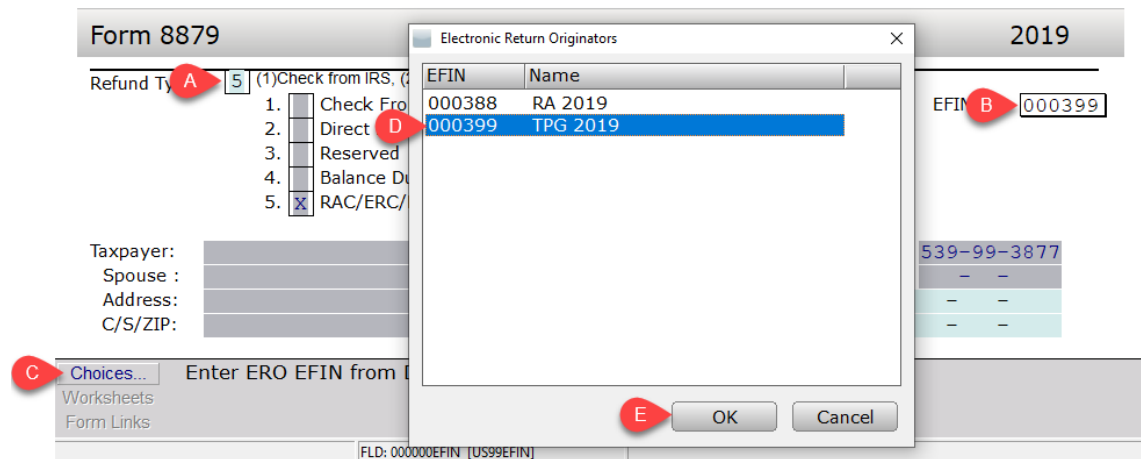 Form 8879
Electronic Return Originators
2019
Refund Ty
A
5
(1)Check from IRS, (
EFIN Name
1. Check Fro
000388 RA 2019
EFIN
B
000399
2. Direct
D
000399 TPG 2019
3. Reserved
4. Balance Du
5. X RAC/ERC/
Taxpayer:
539-99-3877
Spouse :
- -
Address:
- -
C/S/ZIP:
- -
C
Choices...
Enter ERO EFIN from
Worksheets
Form Links
E
OK
Cancel
FLD: 000000EFIN [US99EFIN]